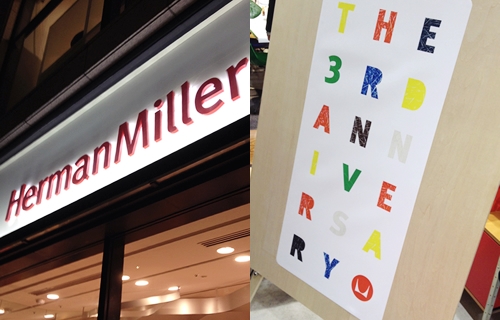 HermanMiller
THE
3RD
ANN
IVE
RSA
RY